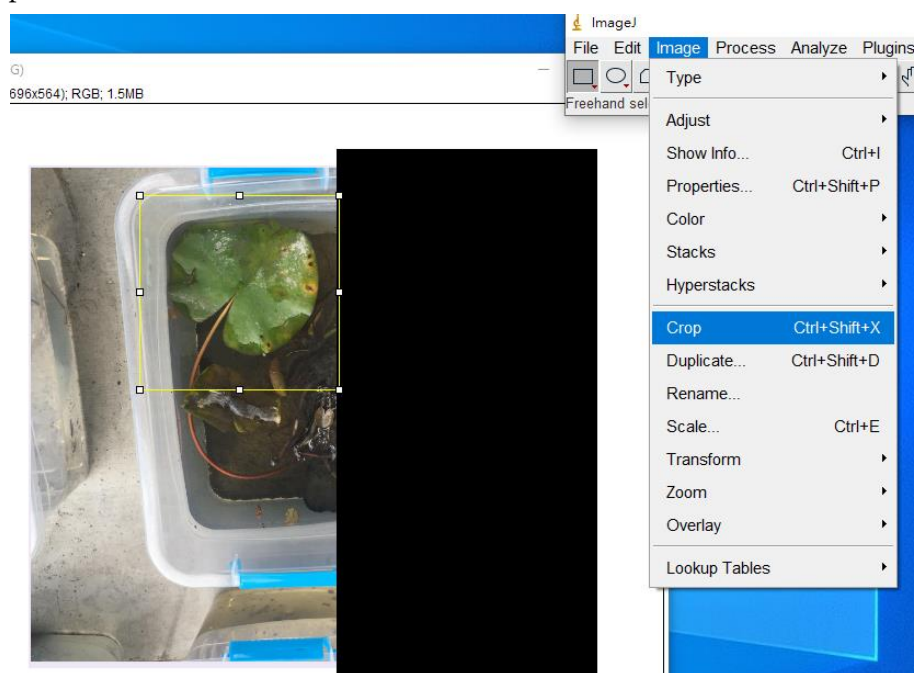 ImageJ
File Edit Image Process Analyze Plugins
G)
696x564); RGB; 1.5MB
Freehand sel
Type
Adjust
Show Info... Ctrl+I
Properties... Ctrl+Shift+P
Color
Stacks
Hyperstacks
Crop Ctrl+Shift+X
Duplicate... Ctrl+Shift+D
Rename...
Scale... Ctrl+E
Transform
Zoom
Overlay
Lookup Tables